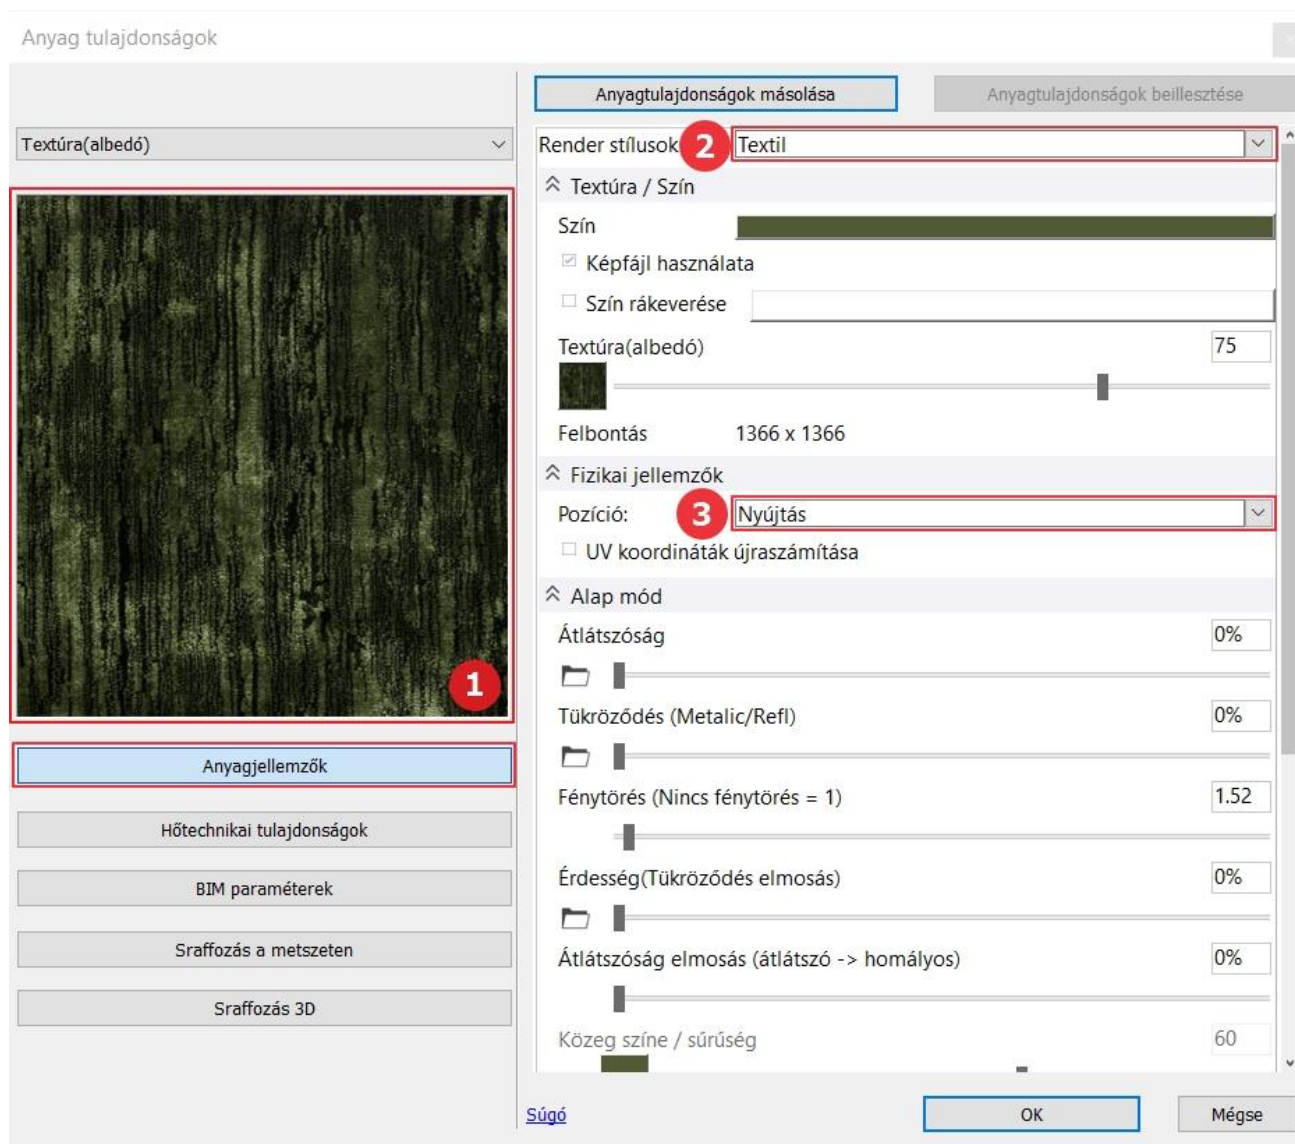 Anyag tulajdonságok
Anyagtulajdonságok másolása
Anyagtulajdonságok beillesztése
Textúra(albedó)
1
Anyagjellemzők
Hőtechnikai tulajdonságok
BIM paraméterek
Sraffozás a metszeten
Sraffozás 3D
Render stílusok 2 Textil
Textúra / Szín
Szín
Képfájl használata
Szín rákeverése
Textúra(albedó) 75
Felbontás 1366 x 1366
Fizikai jellemzők
Pozíció: 3 Nyújtás
UV koordináták újraszámítása
Alap mód
Átlátszóság 0%
Tükröződés (Metalic/Refl) 0%
Fénytörés (Nincs fénytörés = 1) 1.52
Érdesség(Tükröződés elmosás) 0%
Átlátszóság elmosás (átlátszó -> homályos) 0%
Közeg színe / sűrűség 60
Súgó
OK
Mégse